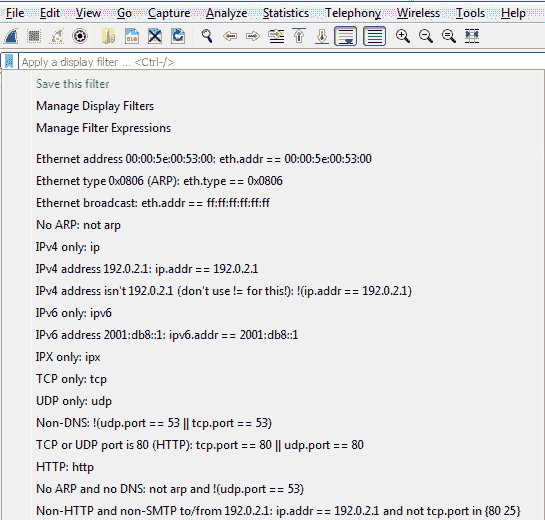 File Edit View Go Capture Analyze Statistics Telephony Wireless Tools Help
Apply a display filter ... <Ctrl-/>
Save this filter
Manage Display Filters
Manage Filter Expressions
Ethernet address 00:00:5e:00:53:00: eth.addr == 00:00:5e:00:53:00
Ethernet type 0x0806 (ARP): eth.type == 0x0806
Ethernet broadcast: eth.addr == ff:ff:ff:ff:ff:ff
No ARP: not arp
IPv4 only: ip
IPv4 address 192.0.2.1: ip.addr == 192.0.2.1
IPv4 address isn't 192.0.2.1 (don't use != for this!): !(ip.addr == 192.0.2.1)
IPv6 only: ipv6
IPv6 address 2001:db8::1: ipv6.addr == 2001:db8::1
IPX only: ipx
TCP only: tcp
UDP only: udp
Non-DNS: !(udp.port == 53 || tcp.port == 53)
TCP or UDP port is 80 (HTTP): tcp.port == 80 || udp.port == 80
HTTP: http
No ARP and no DNS: not arp and !(udp.port == 53)
Non-HTTP and non-SMTP to/from 192.0.2.1: ip.addr == 192.0.2.1 and not tcp.port in {80 25}